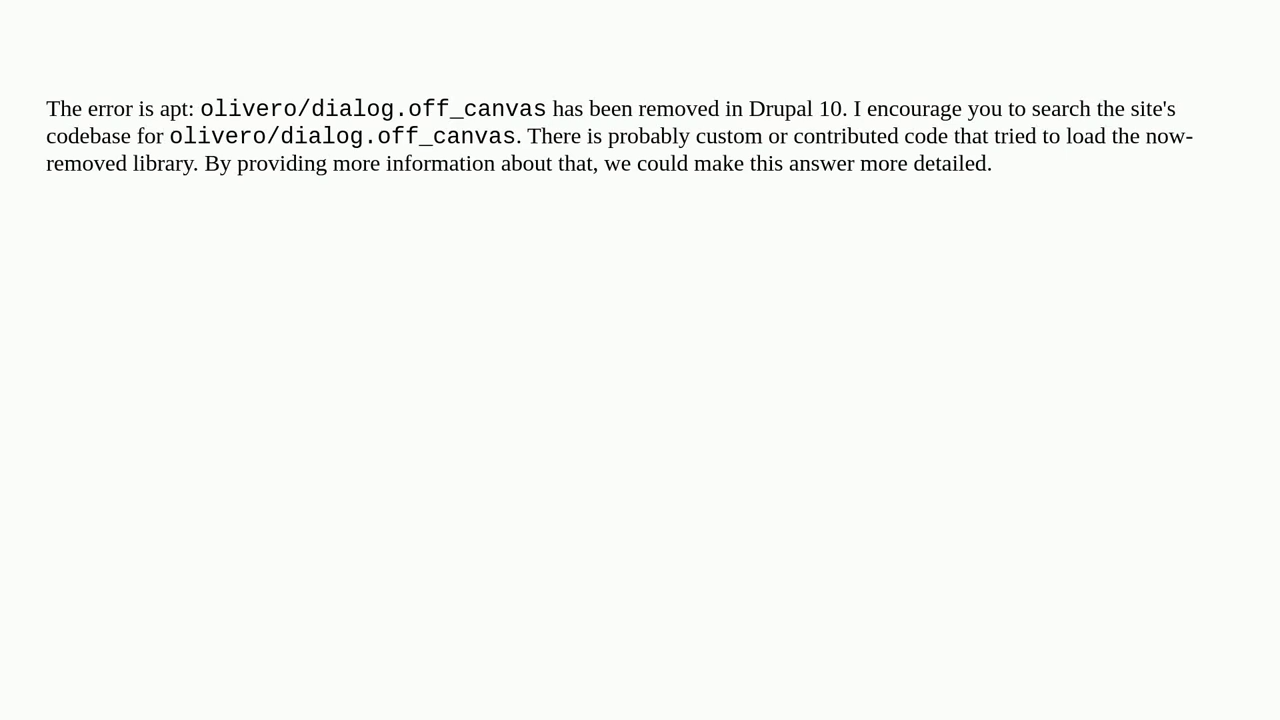 The error is apt: olivero/dialog.off_canvas has been removed in Drupal 10. I encourage you to search the site's
codebase for olivero/dialog.off_canvas. There is probably custom or contributed code that tried to load the now-
removed library. By providing more information about that, we could make this answer more detailed.